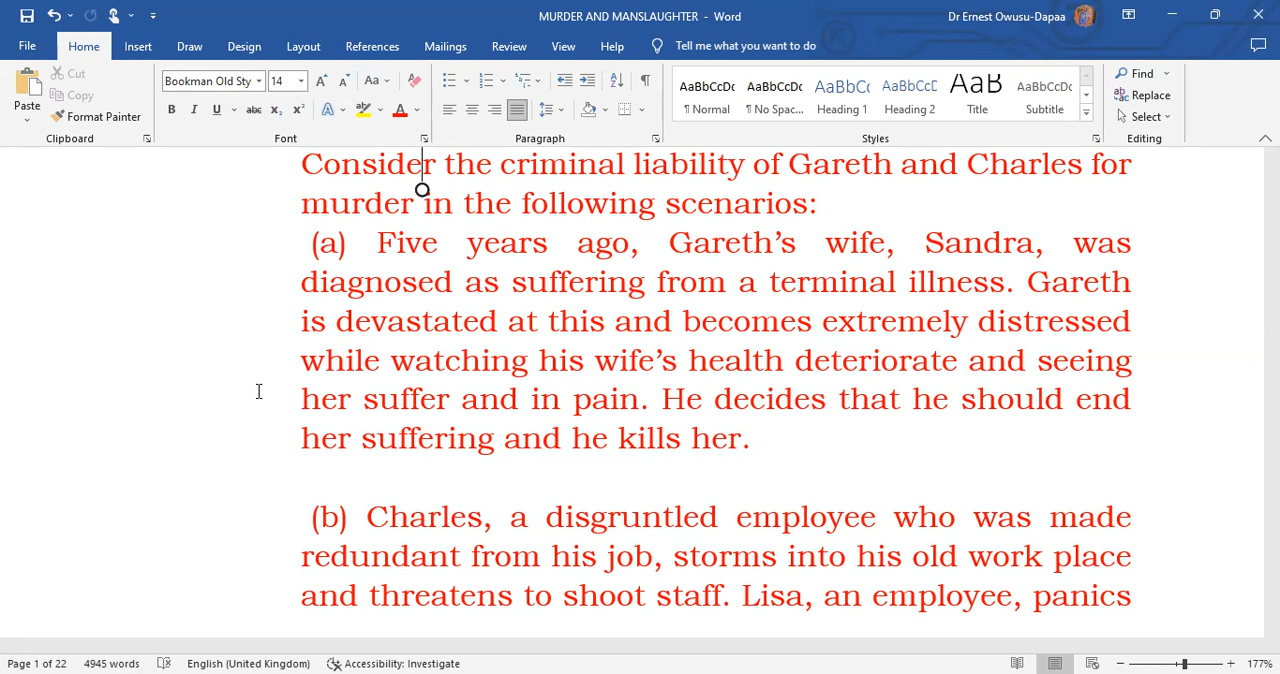 MURDER AND MANSLAUGHTER - Word
Dr Ernest Owusu-Dapaa
File Home Insert Draw Design Layout References Mailings Review View Help Tell me what you want to do
Paste
Cut
Copy
Format Painter
Clipboard
Bookman Old Sty 14
Font
Paragraph
AaBbCcDc AaBbCcDc AaBbCc AaBbCcD AaB AaBbCcDc
¶ Normal ¶ No Spac... Heading 1 Heading 2 Title Subtitle
Styles
Find
Replace
Select
Editing
Consider the criminal liability of Gareth and Charles for
murder in the following scenarios:
(a) Five years ago, Gareth’s wife, Sandra, was
diagnosed as suffering from a terminal illness. Gareth
is devastated at this and becomes extremely distressed
while watching his wife’s health deteriorate and seeing
her suffer and in pain. He decides that he should end
her suffering and he kills her.
(b) Charles, a disgruntled employee who was made
redundant from his job, storms into his old work place
and threatens to shoot staff. Lisa, an employee, panics
Page 1 of 22 4945 words English (United Kingdom) Accessibility: Investigate 177%